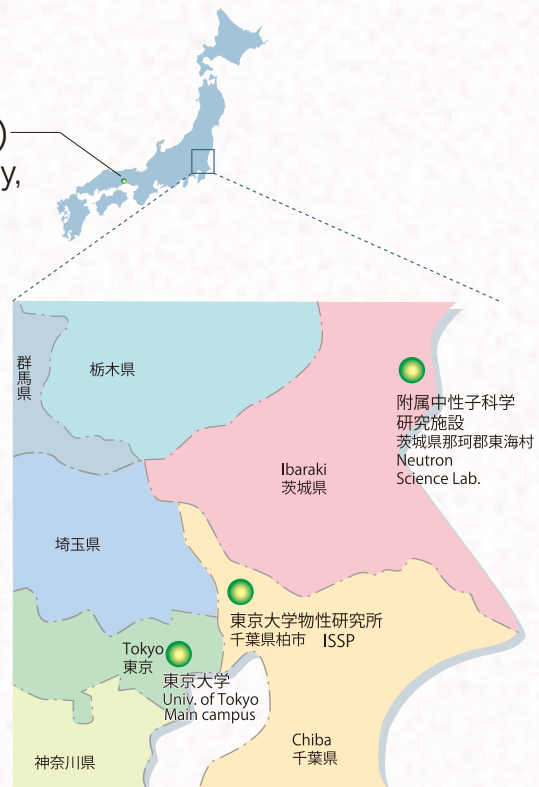 )
y,
群馬県
栃木県
附属中性子科学
研究施設
茨城県那珂郡東海村
Neutron
Science Lab.
Ibaraki
茨城県
埼玉県
東京大学物性研究所
千葉県柏市 ISSP
Tokyo
東京
東京大学
Univ. of Tokyo
Main campus
Chiba
千葉県
神奈川県